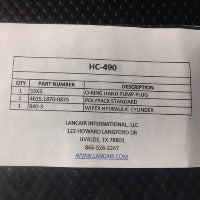 HC-490
QTY. PART NUMBER DESCRIPTION
1 33X3 O-RING HAND PUMP PLUG
2 4615,1870-0875 POLYPACK STANDARD
1 940-3 WIPER HYDRAULIC CYLINDER
LANCAIR INTERNATIONAL, LLC
122 HOWARD LANGFORD DR
UVALDE, TX 78801
866-526-2247
WWW.LANCAIR.COM